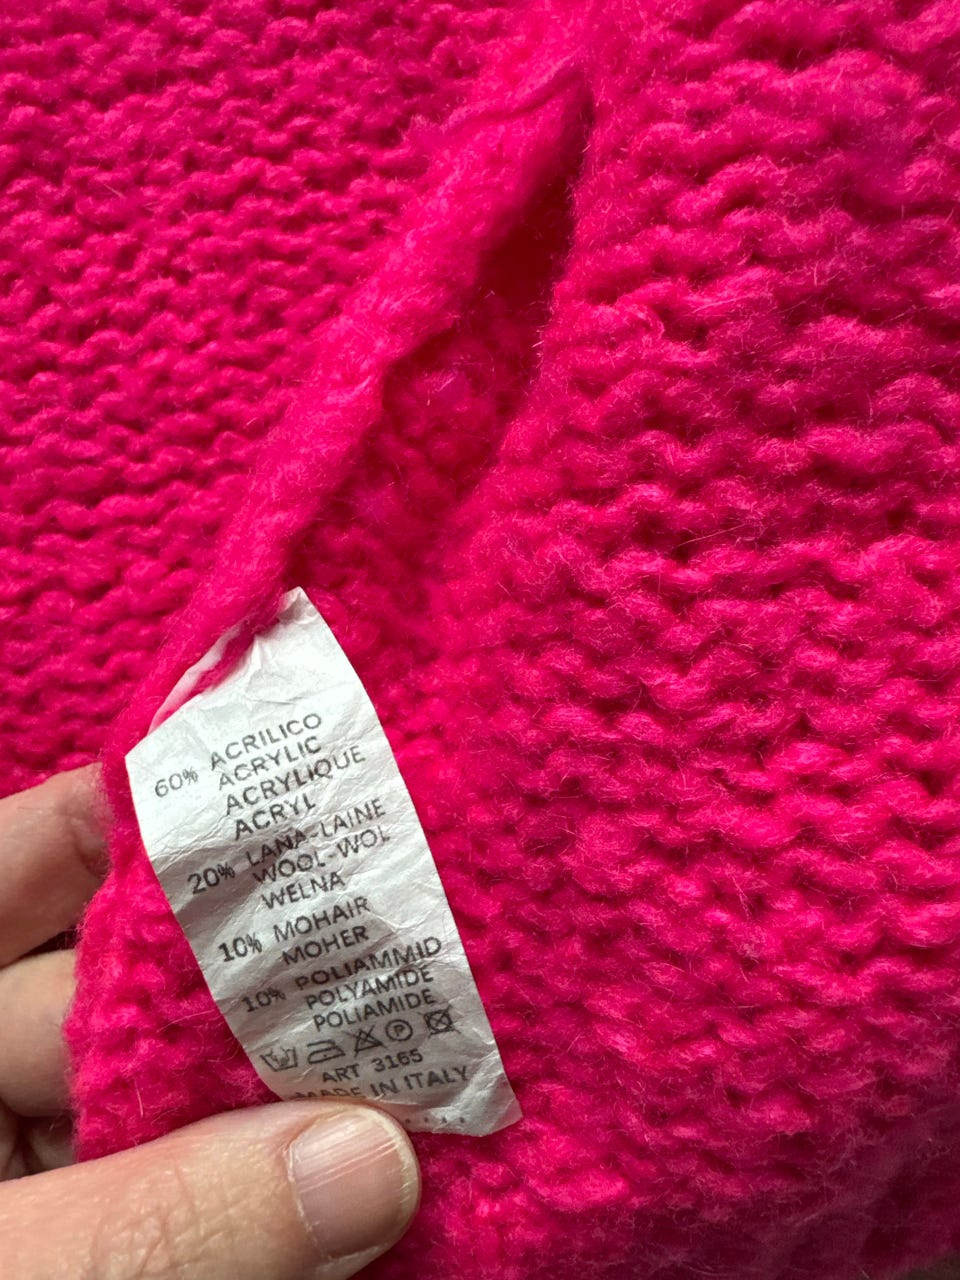 60% ACRILICO
ACRYLIC
ACRYLIQUE
ACRYL
20% LANA-LAINE
WOOL-WOL
WELNA
10% MOHAIR
MOHER
10% POLIAMMID
POLYAMIDE
POLIAMIDE
P
ART 3165
MADE IN ITALY